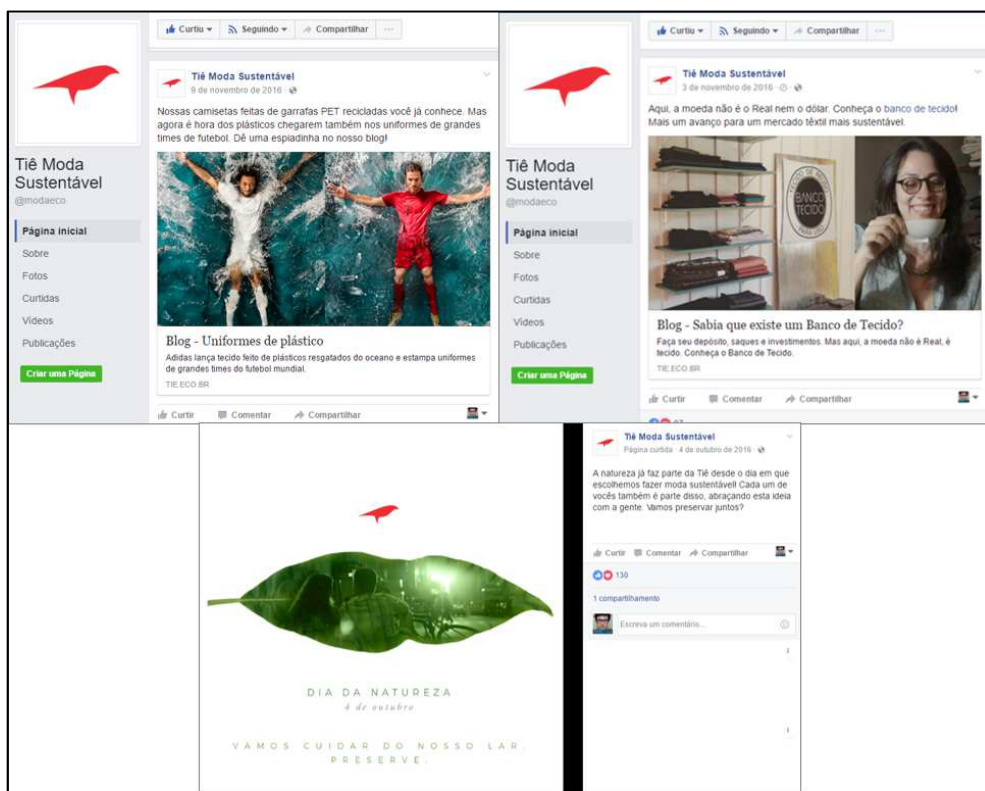 Curtiu Seguindo Compartilhar
Tiê Moda Sustentável
9 de novembro de 2016
Nossas camisetas feitas de garrafas PET recicladas você já conhece. Mas
agora é hora dos plásticos chegarem também nos uniformes de grandes
times de futebol. Dê uma espiadinha no nosso blog!
Tiê Moda
Sustentável
@modaeco
Página inicial
Sobre
Fotos
Curtidas
Vídeos
Publicações
Criar uma Página
Blog - Uniformes de plástico
Adidas lança tecido feito de plásticos resgatados do oceano e estampa uniformes
de grandes times do futebol mundial.
TIE.ECO.BR
Curtir Comentar Compartilhar
Curtiu Seguindo Compartilhar
Tiê Moda Sustentável
3 de novembro de 2016
Aqui, a moeda não é o Real nem o dólar. Conheça o banco de tecido!
Mais um avanço para um mercado têxtil mais sustentável.
Tiê Moda
Sustentável
@modaeco
Página inicial
Sobre
Fotos
Curtidas
Vídeos
Publicações
Criar uma Página
BANCO
TECIDO
Blog - Sabia que existe um Banco de Tecido?
Faça seu depósito, saques e investimentos. Mas aqui, a moeda não é Real, é
tecido. Conheça o Banco de Tecido.
TIE.ECO.BR
Curtir Comentar Compartilhar
DIA DA NATUREZA
4 de outubro
VAMOS CUIDAR DO NOSSO LAR.
PRESERVE.
Tiê Moda Sustentável
Página curtida · 4 de outubro de 2016
A natureza já faz parte da Tiê desde o dia em que
escolhemos fazer moda sustentável! Cada um de
vocês também é parte disso, abraçando esta ideia
com a gente. Vamos preservar juntos?
Curtir Comentar Compartilhar
130
1 compartilhamento
Escreva um comentário...